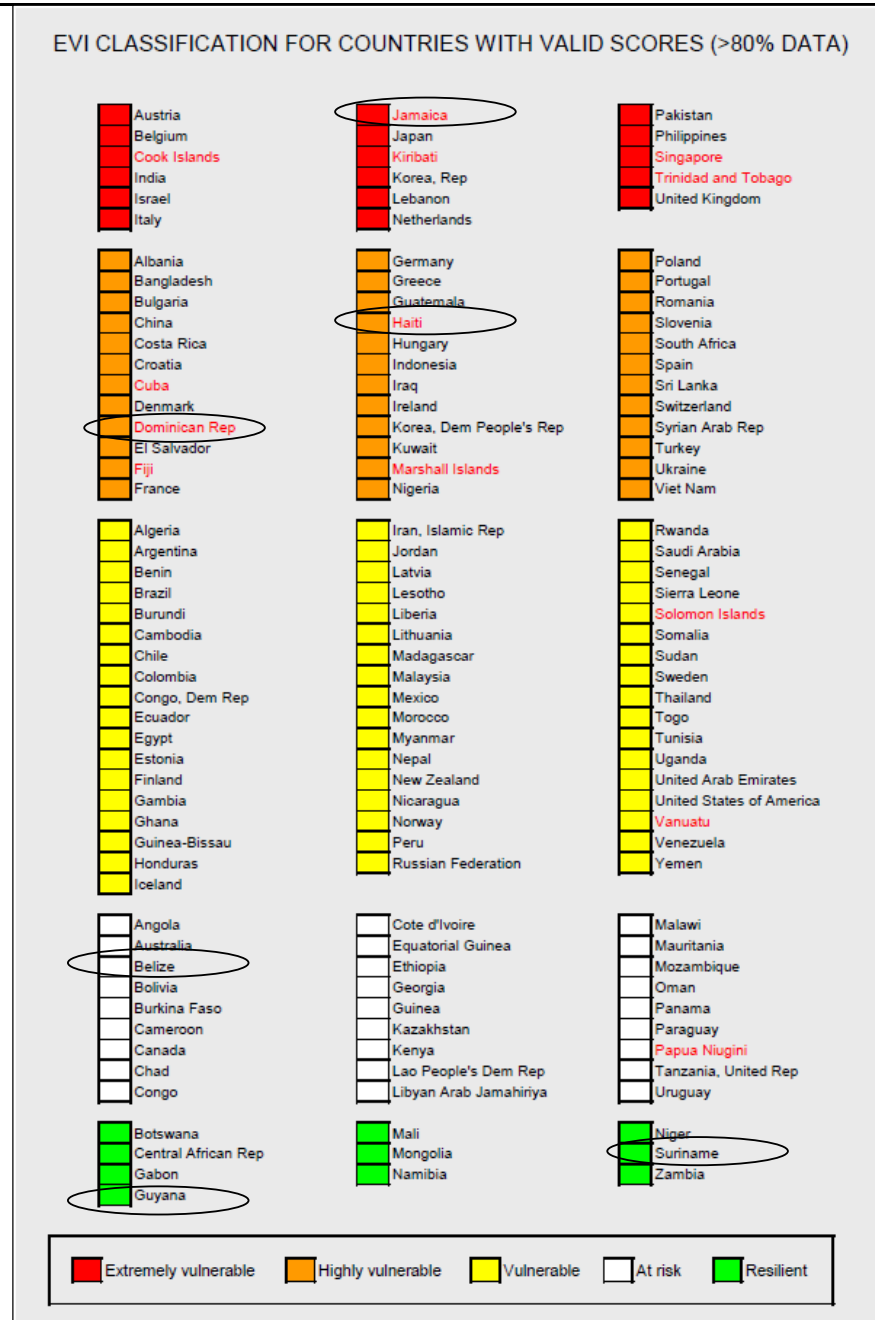 EVI CLASSIFICATION FOR COUNTRIES WITH VALID SCORES (>80% DATA)
Austria
Belgium
Cook Islands
India
Israel
Italy
Jamaica
Japan
Kiribati
Korea, Rep
Lebanon
Netherlands
Pakistan
Philippines
Singapore
Trinidad and Tobago
United Kingdom
Albania
Bangladesh
Bulgaria
China
Costa Rica
Croatia
Cuba
Denmark
Dominican Rep
El Salvador
Fiji
France
Germany
Greece
Guatemala
Haiti
Hungary
Indonesia
Iraq
Ireland
Korea, Dem People's Rep
Kuwait
Marshall Islands
Nigeria
Poland
Portugal
Romania
Slovenia
South Africa
Spain
Sri Lanka
Switzerland
Syrian Arab Rep
Turkey
Ukraine
Viet Nam
Algeria
Argentina
Benin
Brazil
Burundi
Cambodia
Chile
Colombia
Congo, Dem Rep
Ecuador
Egypt
Estonia
Finland
Gambia
Ghana
Guinea-Bissau
Honduras
Iceland
Iran, Islamic Rep
Jordan
Latvia
Lesotho
Liberia
Lithuania
Madagascar
Malaysia
Mexico
Morocco
Myanmar
Nepal
New Zealand
Nicaragua
Norway
Peru
Russian Federation
Rwanda
Saudi Arabia
Senegal
Sierra Leone
Solomon Islands
Somalia
Sudan
Sweden
Thailand
Togo
Tunisia
Uganda
United Arab Emirates
United States of America
Vanuatu
Venezuela
Yemen
Angola
Australia
Belize
Bolivia
Burkina Faso
Cameroon
Canada
Chad
Congo
Cote d'Ivoire
Equatorial Guinea
Ethiopia
Georgia
Guinea
Kazakhstan
Kenya
Lao People's Dem Rep
Libyan Arab Jamahiriya
Malawi
Mauritania
Mozambique
Oman
Panama
Paraguay
Papua Niugini
Tanzania, United Rep
Uruguay
Botswana
Central African Rep
Gabon
Guyana
Mali
Mongolia
Namibia
Niger
Suriname
Zambia
Extremely vulnerable
Highly vulnerable
Vulnerable
At risk
Resilient